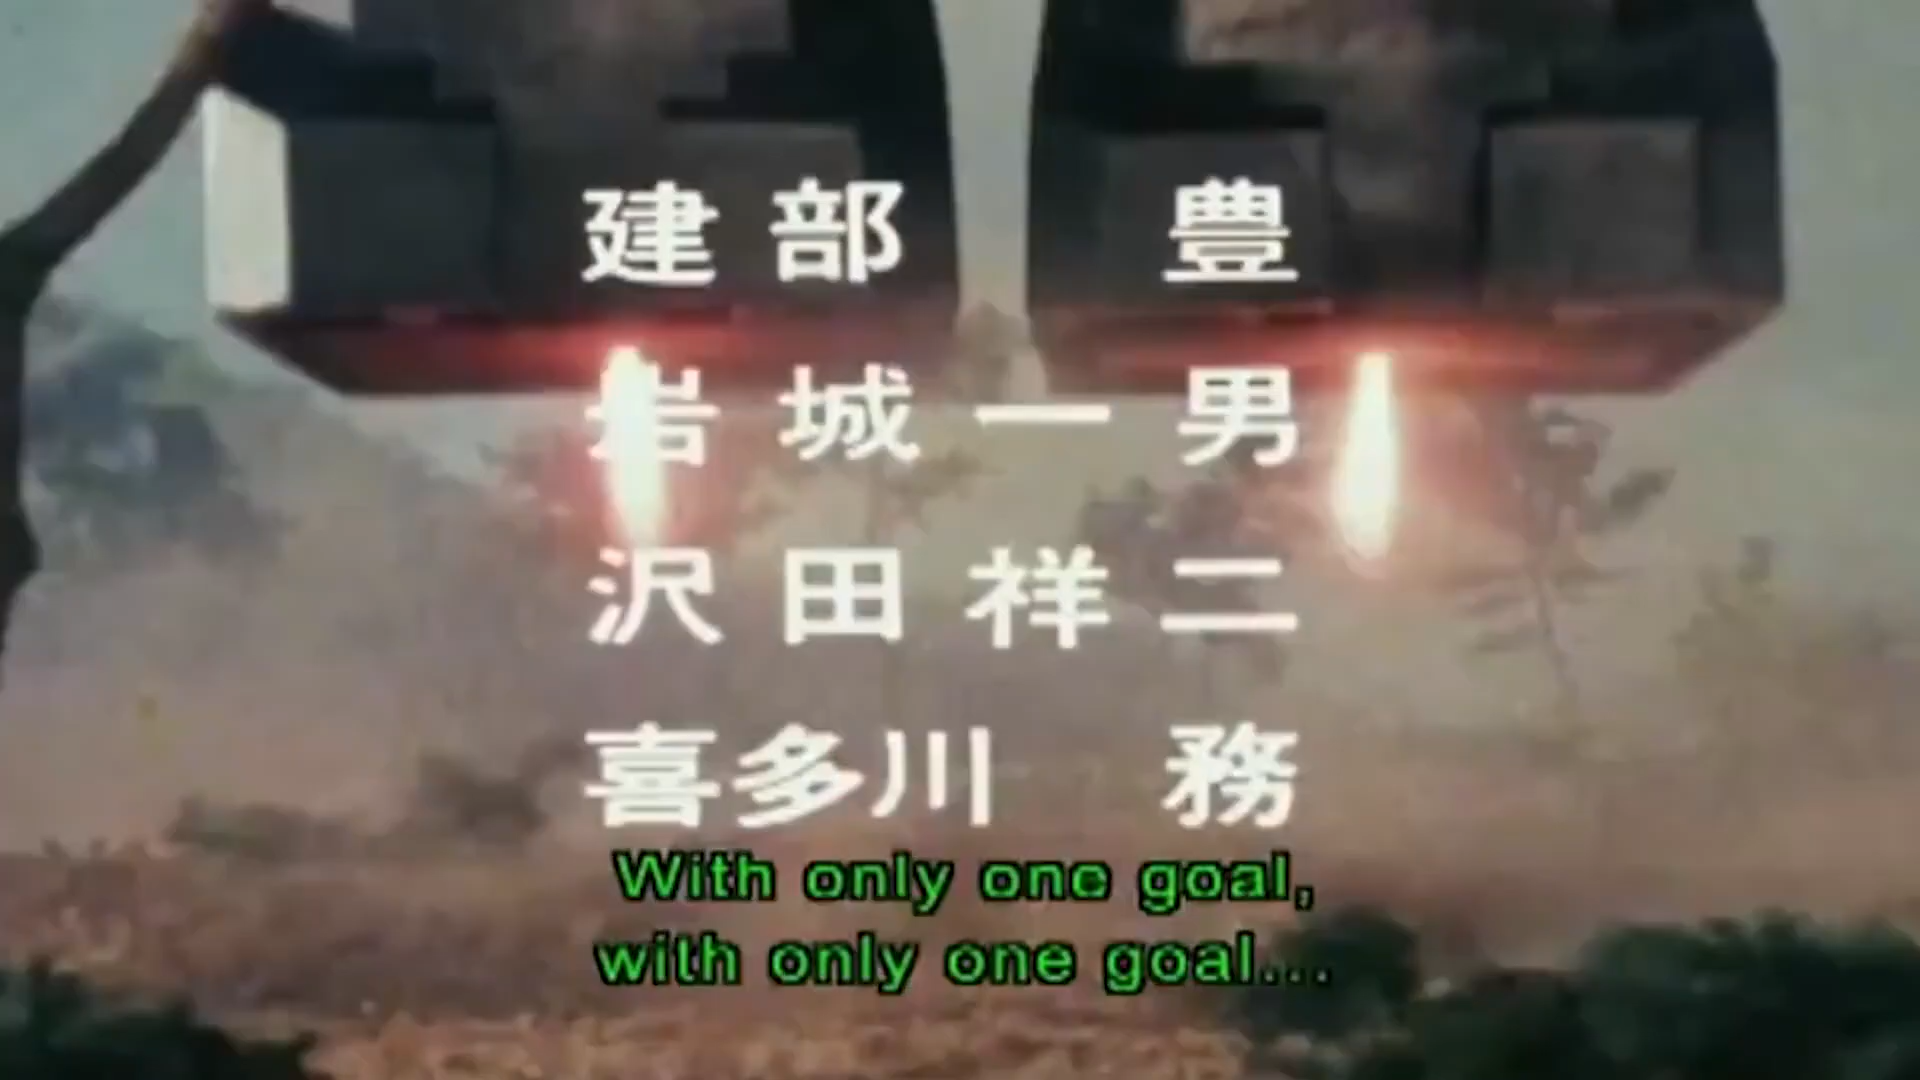 建部 豊
岩城一男
沢田祥二
喜多川 務
With only one goal,
with only one goal...